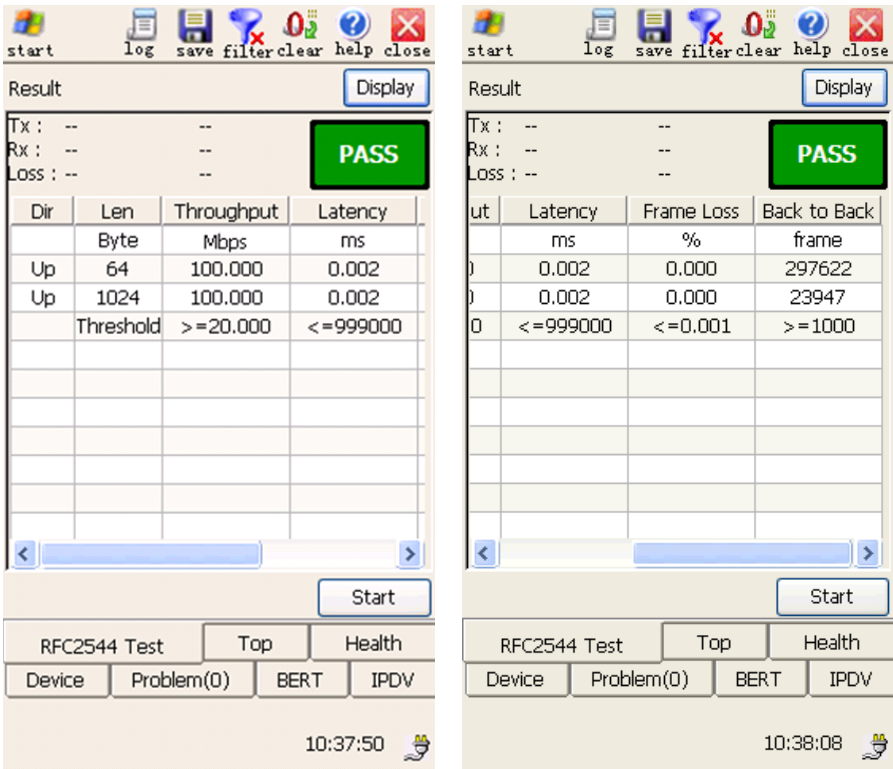 start log save filter clear help close
Result Display
Tx : -- --
Rx : -- --
Loss : -- --
PASS
Dir Len Throughput Latency
Byte Mbps ms
Up 64 100.000 0.002
Up 1024 100.000 0.002
Threshold >=20.000 <=999000
Start
RFC2544 Test Top Health
Device Problem(0) BERT IPDV
10:37:50
start log save filter clear help close
Result Display
Tx : -- --
Rx : -- --
Loss : -- --
PASS
ut Latency Frame Loss Back to Back
ms % frame
0.002 0.000 297622
0.002 0.000 23947
0 <=999000 <=0.001 >=1000
Start
RFC2544 Test Top Health
Device Problem(0) BERT IPDV
10:38:08